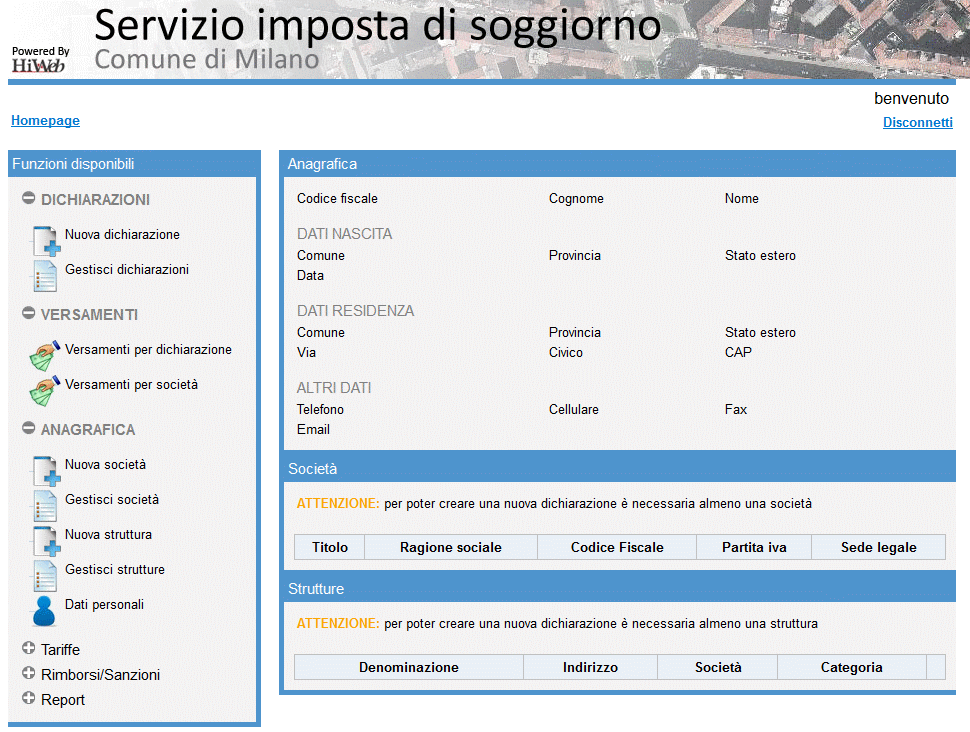 Servizio imposta di soggiorno
Powered By
HiWeb
Comune di Milano
benvenuto
Homepage
Disconnetti
Funzioni disponibili
DICHIARAZIONI
Nuova dichiarazione
Gestisci dichiarazioni
VERSAMENTI
Versamenti per dichiarazione
Versamenti per società
ANAGRAFICA
Nuova società
Gestisci società
Nuova struttura
Gestisci strutture
Dati personali
Tariffe
Rimborsi/Sanzioni
Report
Anagrafica
Codice fiscale Cognome Nome
DATI NASCITA
Comune Provincia Stato estero
Data
DATI RESIDENZA
Comune Provincia Stato estero
Via Civico CAP
ALTRI DATI
Telefono Cellulare Fax
Email
Società
ATTENZIONE: per poter creare una nuova dichiarazione è necessaria almeno una società
Titolo Ragione sociale Codice Fiscale Partita iva Sede legale
Strutture
ATTENZIONE: per poter creare una nuova dichiarazione è necessaria almeno una struttura
Denominazione Indirizzo Società Categoria